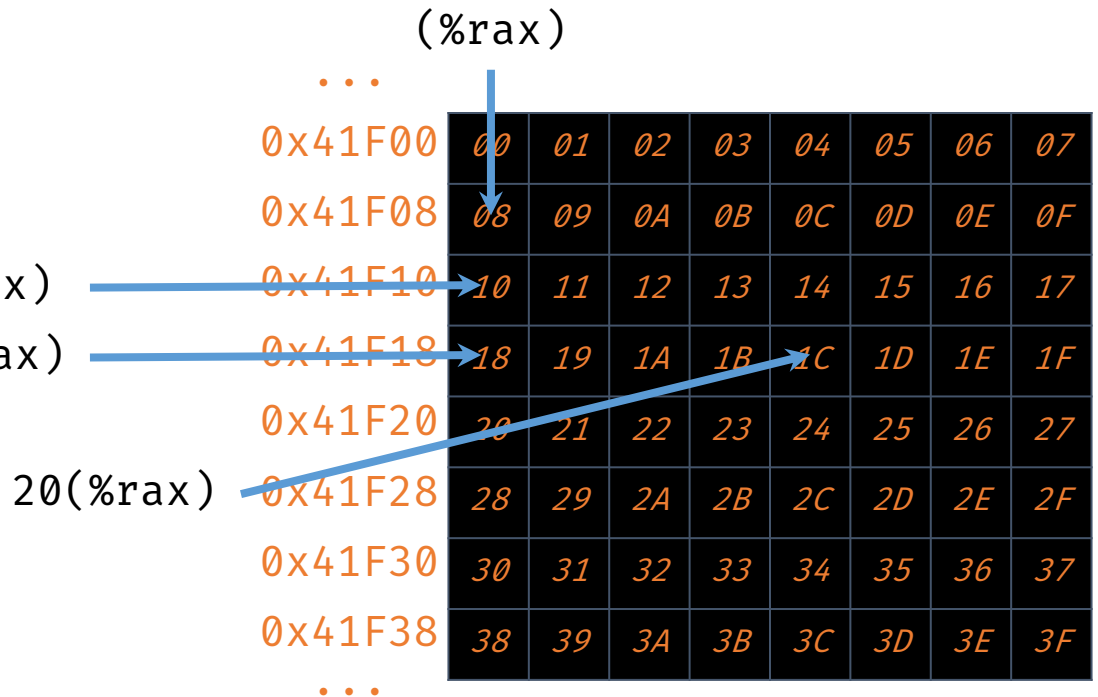 (%rax)
...
0x41F00 00 01 02 03 04 05 06 07
0x41F08 08 09 0A 0B 0C 0D 0E 0F
x) 0x41F10 10 11 12 13 14 15 16 17
ax) 0x41F18 18 19 1A 1B 1C 1D 1E 1F
0x41F20 20 21 22 23 24 25 26 27
20(%rax) 0x41F28 28 29 2A 2B 2C 2D 2E 2F
0x41F30 30 31 32 33 34 35 36 37
0x41F38 38 39 3A 3B 3C 3D 3E 3F
...